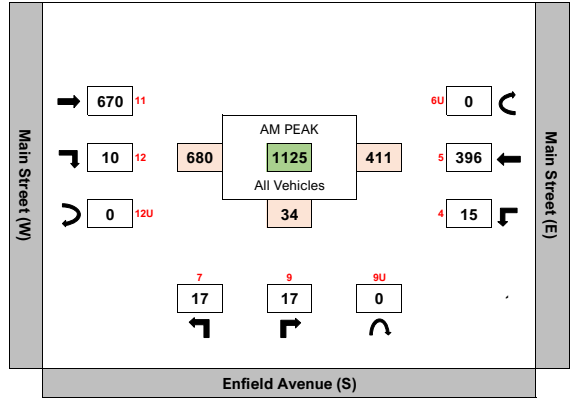 Main Street (W)
670 11
6U 0
AM PEAK
10 12
680
1125
411
5 396
All Vehicles
0 12U
34
4 15
Main Street (E)
7 9 9U
17 17 0
Enfield Avenue (S)